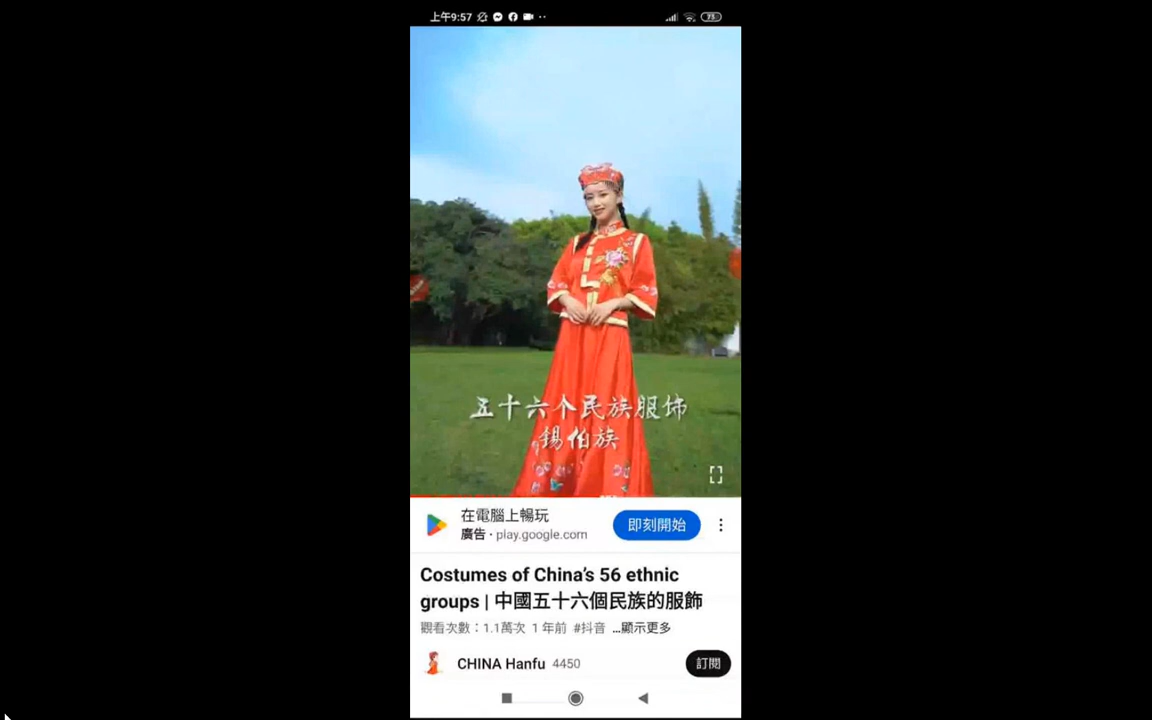 上午9:57
73
五十六个民族服饰
锡伯族
在電腦上暢玩
廣告・play.google.com
即刻開始
Costumes of China's 56 ethnic
groups | 中國五十六個民族的服飾
觀看次數：1.1萬次 1 年前 #抖音 ...顯示更多
CHINA Hanfu 4450
訂閱